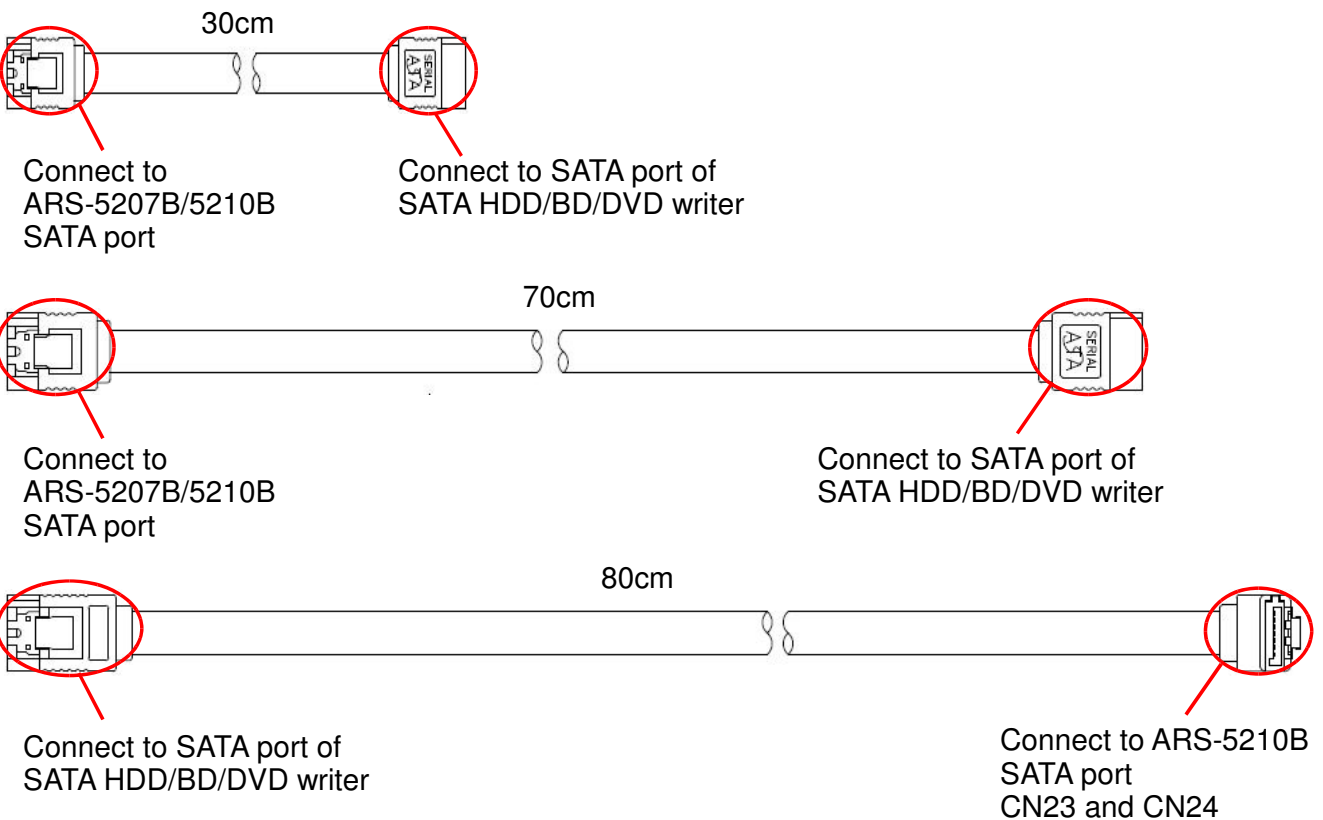 30cm
SERIAL
ATA
Connect to
ARS-5207B/5210B
SATA port
Connect to SATA port of
SATA HDD/BD/DVD writer
70cm
SERIAL
ATA
Connect to
ARS-5207B/5210B
SATA port
Connect to SATA port of
SATA HDD/BD/DVD writer
80cm
Connect to SATA port of
SATA HDD/BD/DVD writer
Connect to ARS-5210B
SATA port
CN23 and CN24